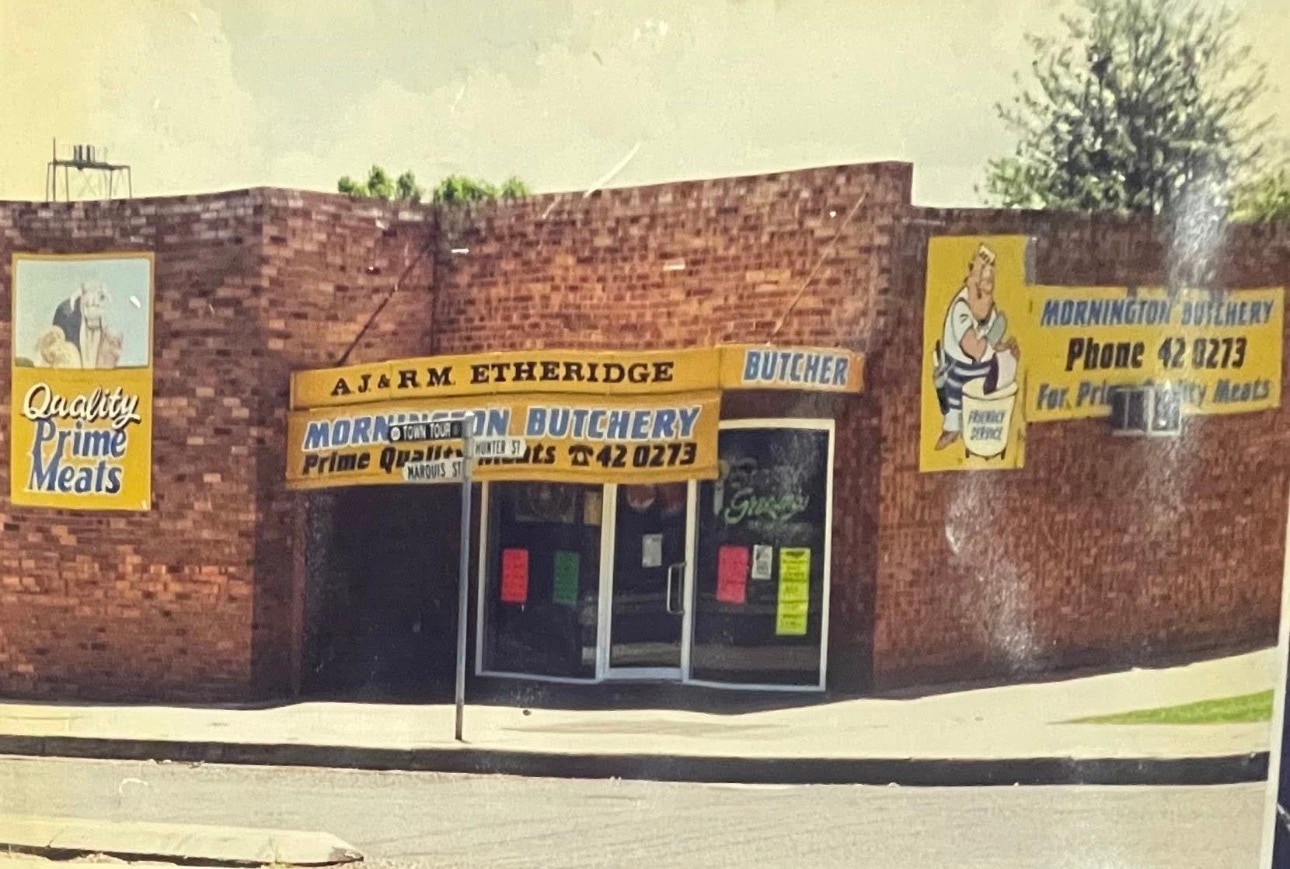 Quality
Prime
Meats
A.J & R.M. ETHERIDGE
BUTCHER
MORNINGTON BUTCHERY
Prime Quality Meats ☎ 42 0273
TOWN TOUR
HUNTER ST
MARQUIS ST
MORNINGTON BUTCHERY
Phone 42 0273
For Prime Quality Meats
FRIENDLY
SERVICE